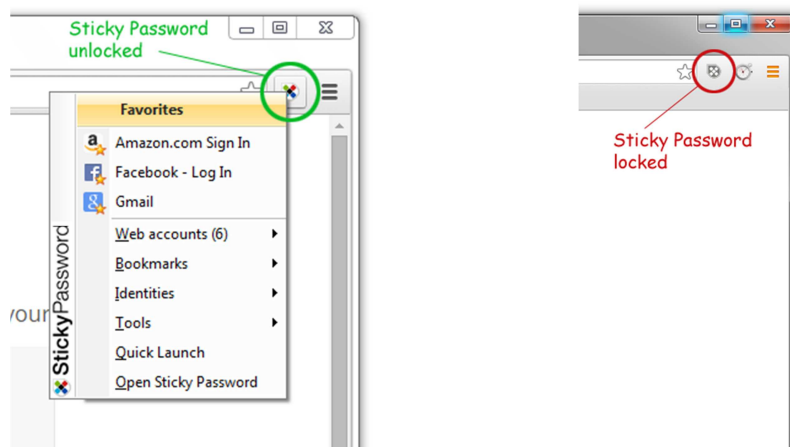 Sticky Password
unlocked
Favorites
Amazon.com Sign In
Facebook - Log In
Gmail
Web accounts (6)
Bookmarks
Identities
Tools
Quick Launch
Open Sticky Password
StickyPassword
your
Sticky Password
locked